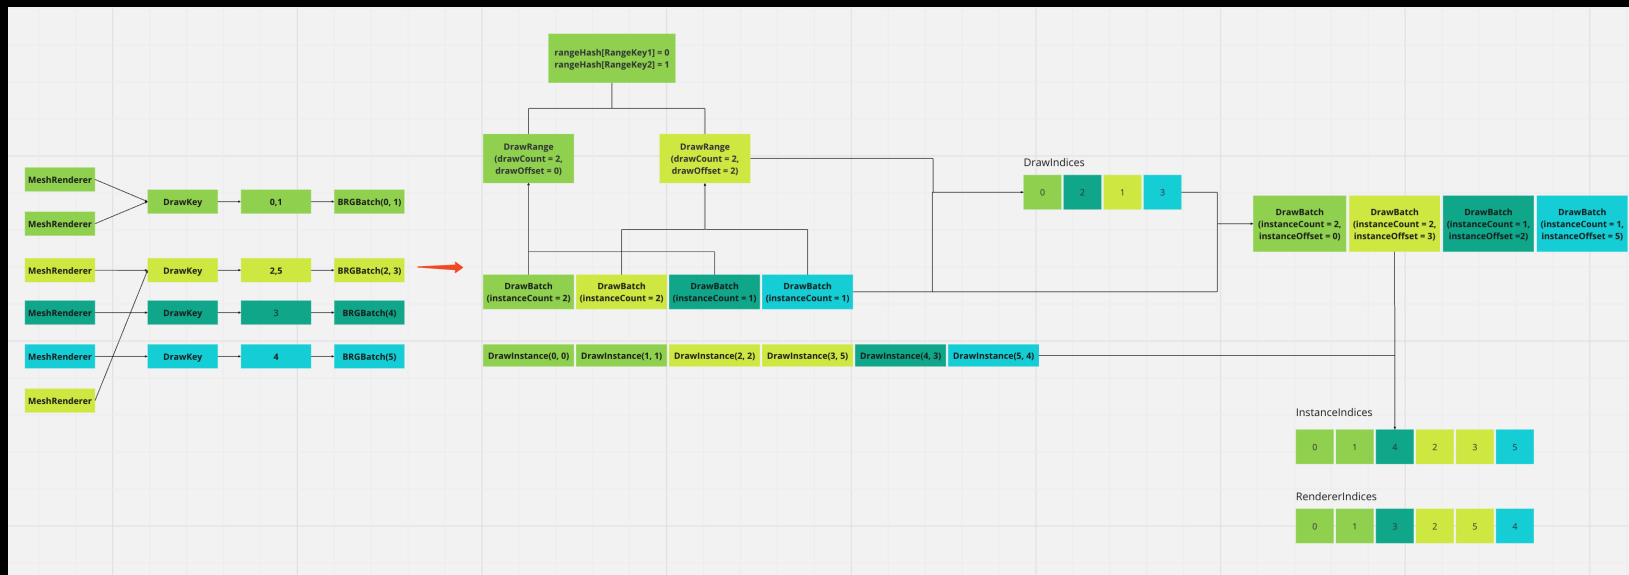 rangeHash[RangeKey1] = 0
rangeHash[RangeKey2] = 1
DrawRange
(drawCount = 2,
drawOffset = 0)
DrawRange
(drawCount = 2,
drawOffset = 2)
MeshRenderer
MeshRenderer
DrawKey
0,1
BRGBatch(0, 1)
MeshRenderer
DrawKey
2,5
BRGBatch(2, 3)
MeshRenderer
DrawKey
3
BRGBatch(4)
MeshRenderer
DrawKey
4
BRGBatch(5)
MeshRenderer
DrawBatch
(instanceCount = 2)
DrawBatch
(instanceCount = 2)
DrawBatch
(instanceCount = 1)
DrawBatch
(instanceCount = 1)
DrawInstance(0, 0)
DrawInstance(1, 1)
DrawInstance(2, 2)
DrawInstance(3, 5)
DrawInstance(4, 3)
DrawInstance(5, 4)
DrawIndices
0 2 1 3
DrawBatch
(instanceCount = 2,
instanceOffset = 0)
DrawBatch
(instanceCount = 2,
instanceOffset = 3)
DrawBatch
(instanceCount = 1,
instanceOffset =2)
DrawBatch
(instanceCount = 1,
instanceOffset = 5)
InstanceIndices
0 1 4 2 3 5
RendererIndices
0 1 3 2 5 4